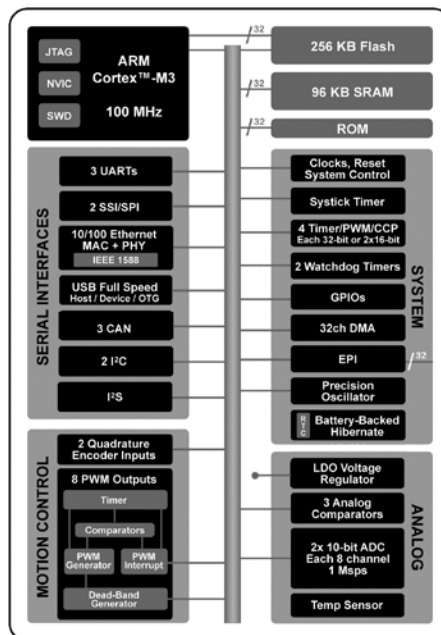 JTAG
NVIC
SWD
ARM
Cortex™-M3
100 MHz
32
256 KB Flash
32
96 KB SRAM
32
ROM
SERIAL INTERFACES
3 UARTs
2 SSI/SPI
10/100 Ethernet
MAC + PHY
IEEE 1588
USB Full Speed
Host / Device / OTG
3 CAN
2 I²C
I²S
SYSTEM
Clocks, Reset
System Control
Systick Timer
4 Timer/PWM/CCP
Each 32-bit or 2x16-bit
2 Watchdog Timers
GPIOs
32ch DMA
EPI
32
Precision
Oscillator
RTC
Battery-Backed
Hibernate
MOTION CONTROL
2 Quadrature
Encoder Inputs
8 PWM Outputs
Timer
Comparators
PWM
Generator
PWM
Interrupt
Dead-Band
Generator
ANALOG
LDO Voltage
Regulator
3 Analog
Comparators
2x 10-bit ADC
Each 8 channel
1 Msps
Temp Sensor